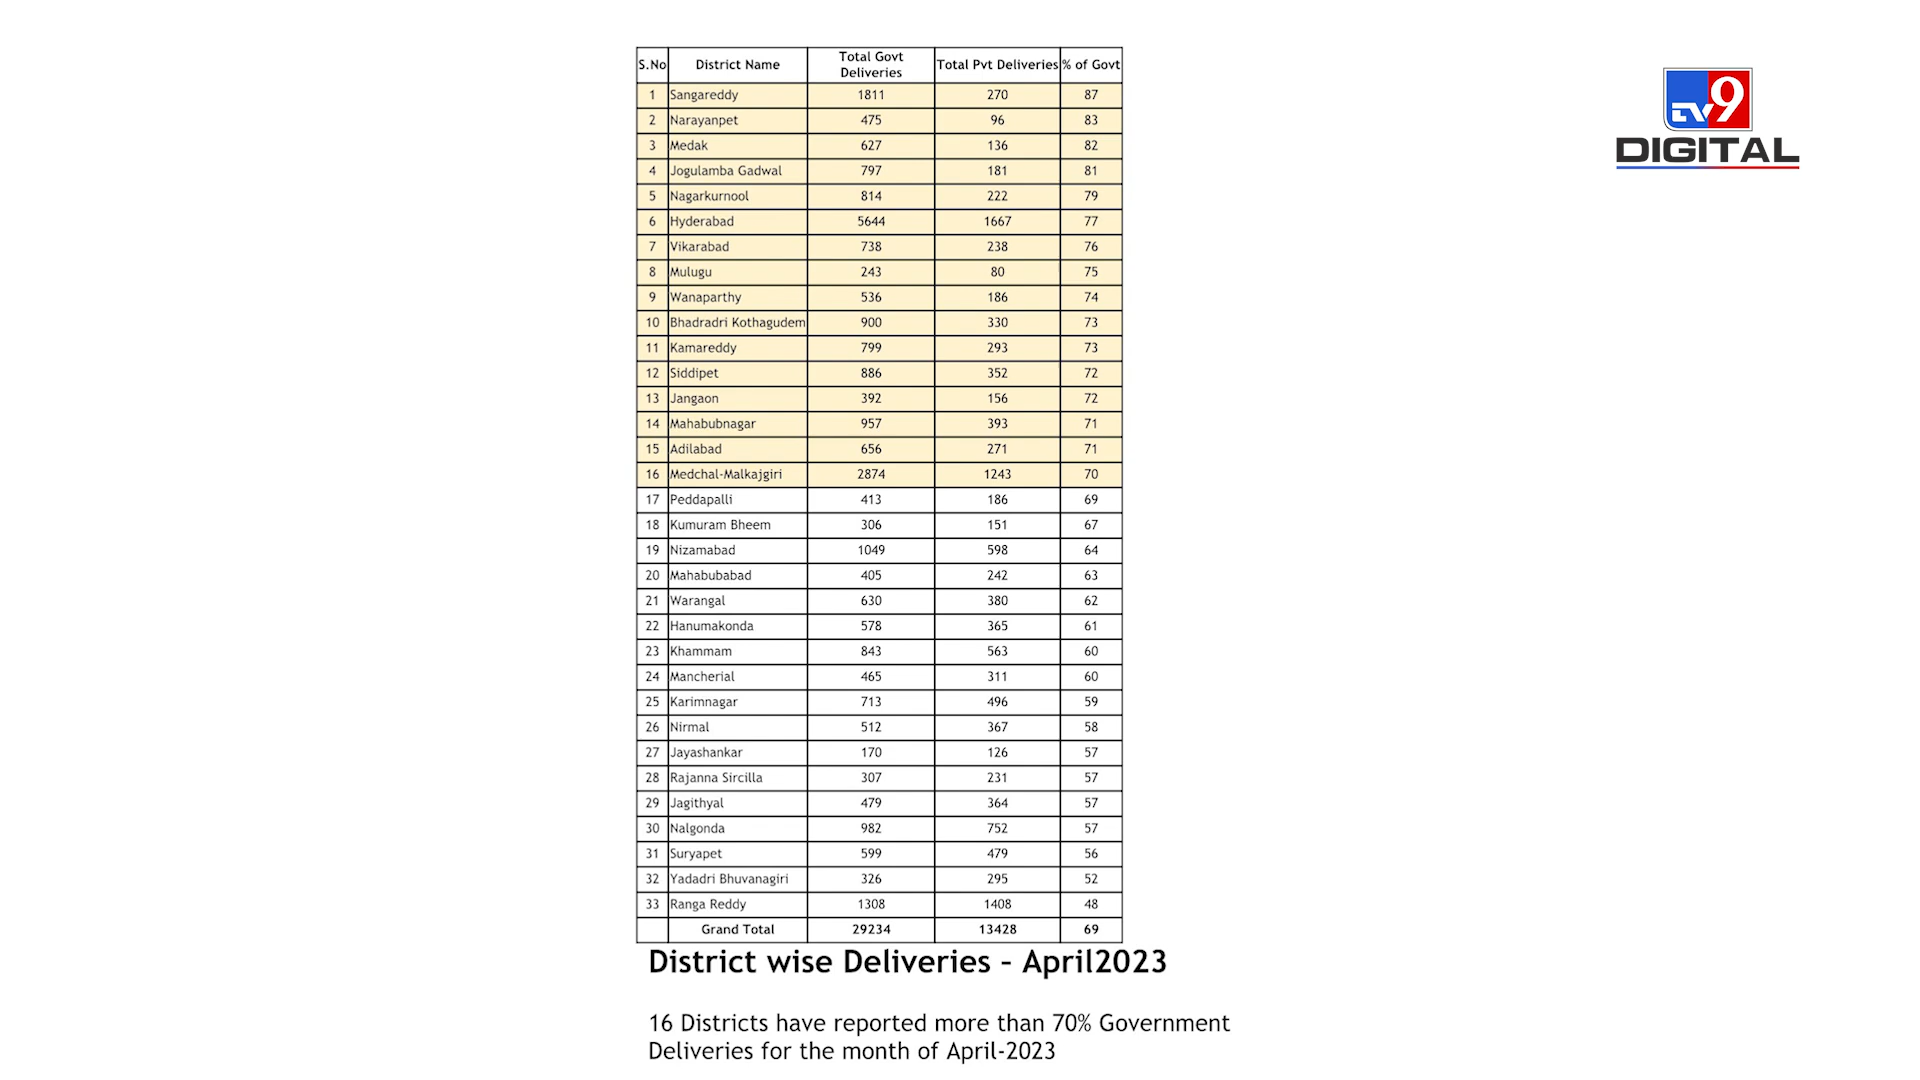 S.No District Name Total Govt Deliveries Total Pvt Deliveries % of Govt
1 Sangareddy 1811 270 87
2 Narayanpet 475 96 83
3 Medak 627 136 82
4 Jogulamba Gadwal 797 181 81
5 Nagarkurnool 814 222 79
6 Hyderabad 5644 1667 77
7 Vikarabad 738 238 76
8 Mulugu 243 80 75
9 Wanaparthy 536 186 74
10 Bhadradri Kothagudem 900 330 73
11 Kamareddy 799 293 73
12 Siddipet 886 352 72
13 Jangaon 392 156 72
14 Mahabubnagar 957 393 71
15 Adilabad 656 271 71
16 Medchal-Malkajgiri 2874 1243 70
17 Peddapalli 413 186 69
18 Kumuram Bheem 306 151 67
19 Nizamabad 1049 598 64
20 Mahabubabad 405 242 63
21 Warangal 630 380 62
22 Hanumakonda 578 365 61
23 Khammam 843 563 60
24 Mancherial 465 311 60
25 Karimnagar 713 496 59
26 Nirmal 512 367 58
27 Jayashankar 170 126 57
28 Rajanna Sircilla 307 231 57
29 Jagithyal 479 364 57
30 Nalgonda 982 752 57
31 Suryapet 599 479 56
32 Yadadri Bhuvanagiri 326 295 52
33 Ranga Reddy 1308 1408 48
Grand Total 29234 13428 69
District wise Deliveries – April2023
16 Districts have reported more than 70% Government
Deliveries for the month of April-2023
TV9
DIGITAL